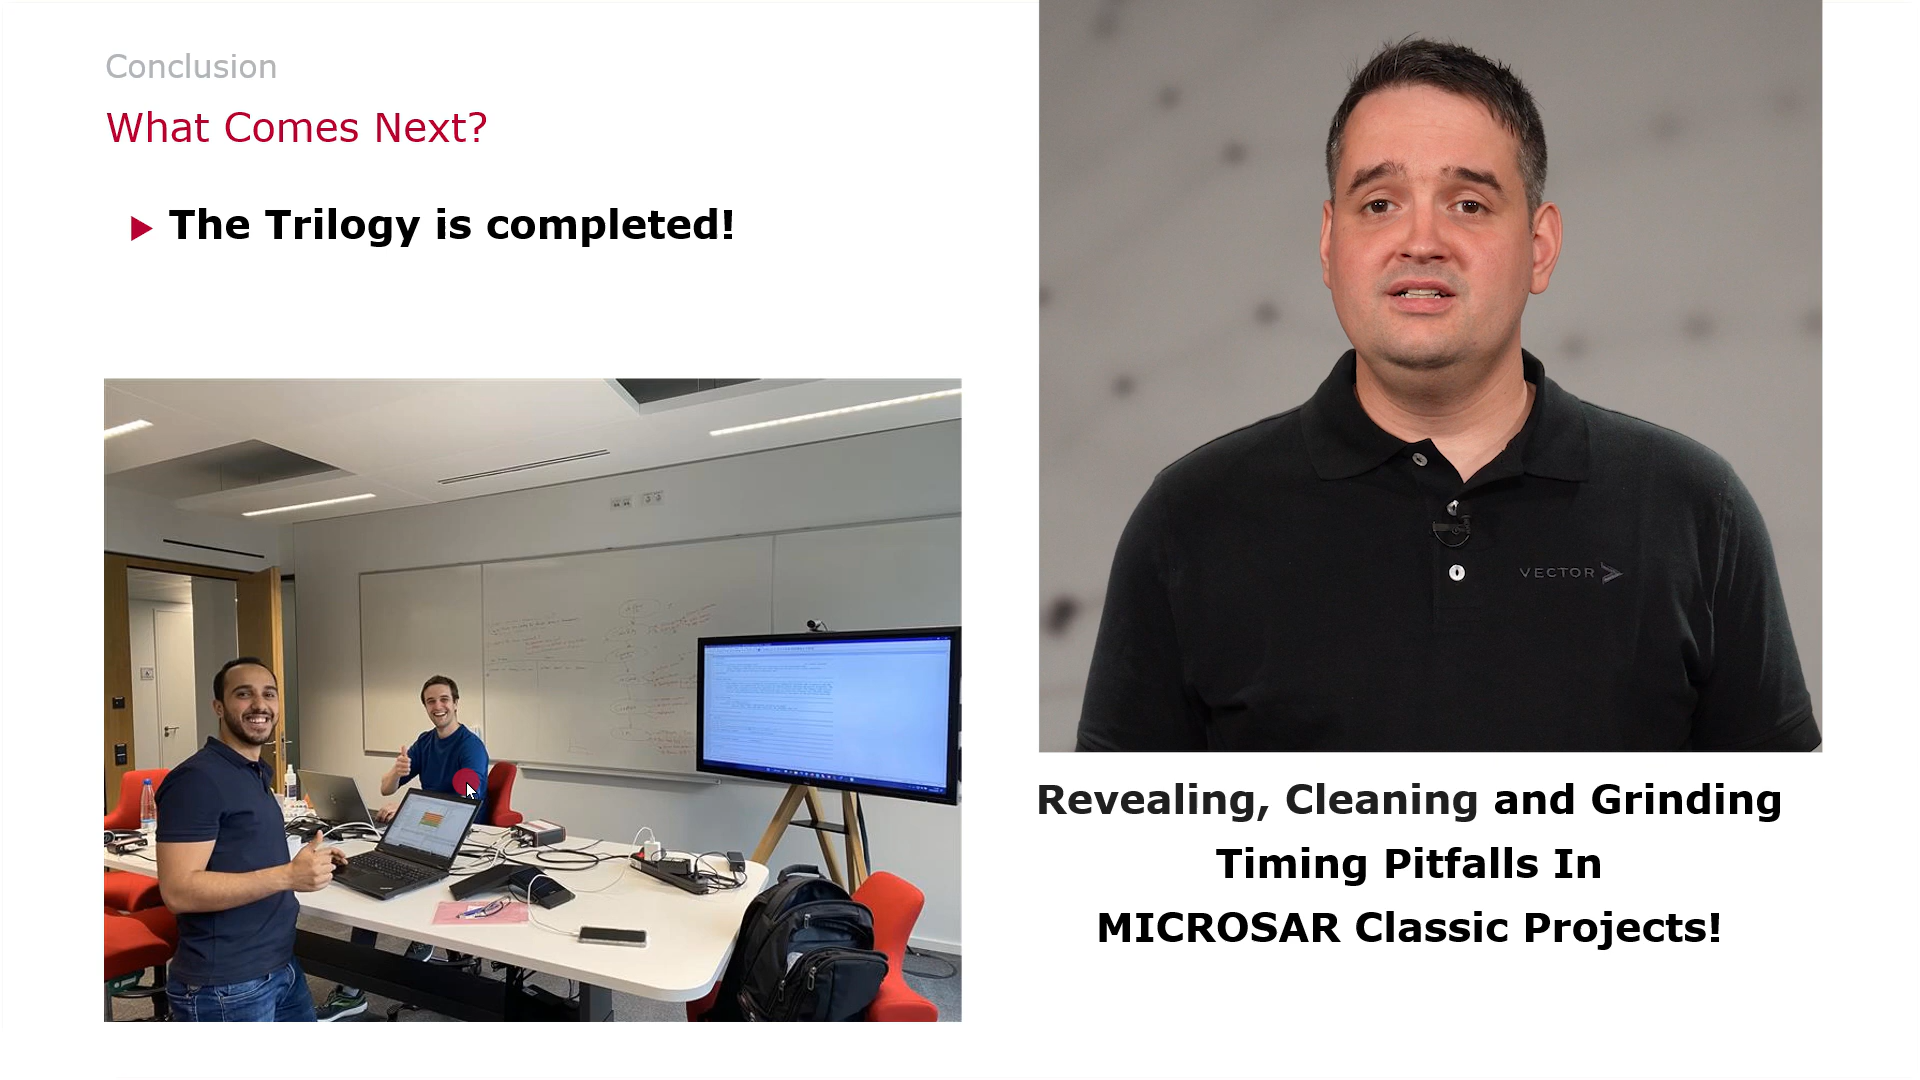 Conclusion
What Comes Next?
The Trilogy is completed!
VECTOR
Revealing, Cleaning and Grinding
Timing Pitfalls In
MICROSAR Classic Projects!